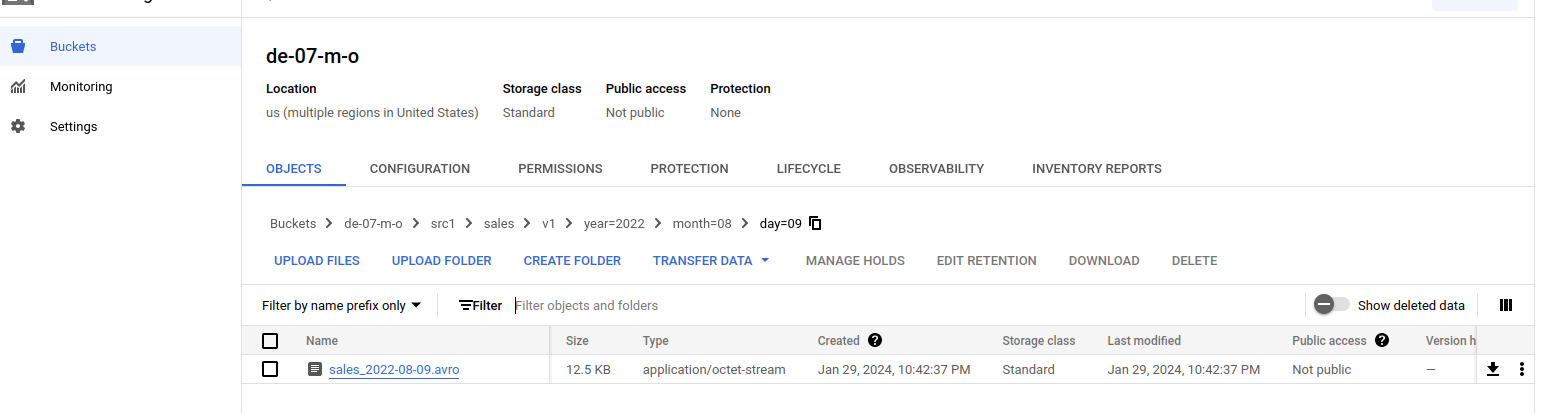 Buckets
Monitoring
Settings
de-07-m-o
Location Storage class Public access Protection
us (multiple regions in United States) Standard Not public None
OBJECTS CONFIGURATION PERMISSIONS PROTECTION LIFECYCLE OBSERVABILITY INVENTORY REPORTS
Buckets > de-07-m-o > src1 > sales > v1 > year=2022 > month=08 > day=09
UPLOAD FILES UPLOAD FOLDER CREATE FOLDER TRANSFER DATA MANAGE HOLDS EDIT RETENTION DOWNLOAD DELETE
Filter by name prefix only Filter Filter objects and folders Show deleted data
Name Size Type Created Storage class Last modified Public access Version h
sales_2022-08-09.avro 12.5 KB application/octet-stream Jan 29, 2024, 10:42:37 PM Standard Jan 29, 2024, 10:42:37 PM Not public —